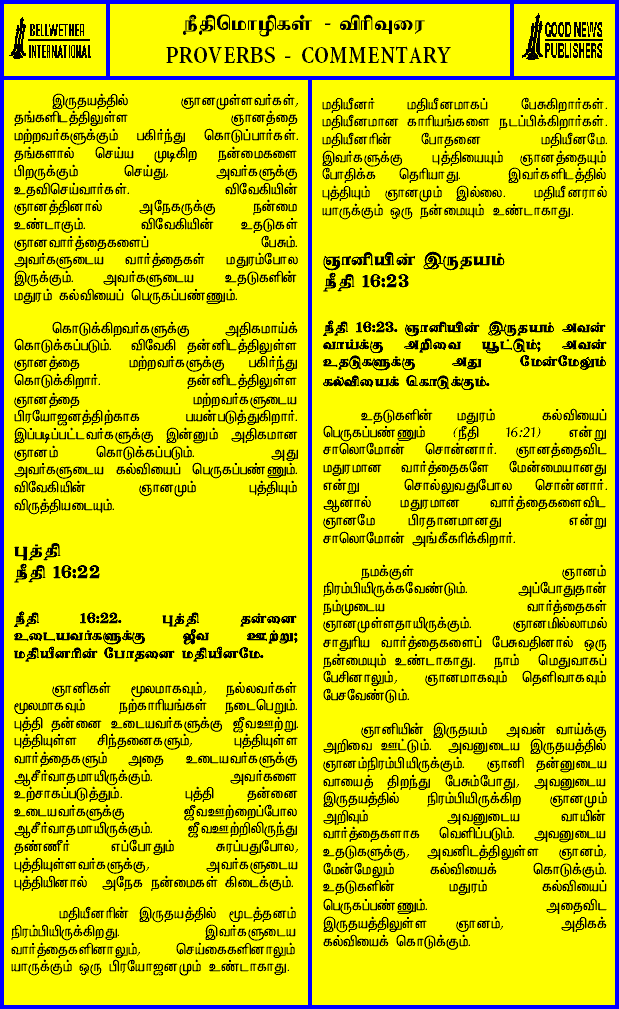 BELLWETHER
INTERNATIONAL
நீதிமொழிகள் - விரிவுரை
PROVERBS - COMMENTARY
GOOD NEWS
PUBLISHERS
இருதயத்தில் ஞானமுள்ளவர்கள்,
தங்களிடத்திலுள்ள ஞானத்தை
மற்றவர்களுக்கும் பகிர்ந்து கொடுப்பார்கள்.
தங்களால் செய்ய முடிகிற நன்மைகளை
பிறருக்கும் செய்து, அவர்களுக்கு
உதவிசெய்வார்கள். விவேகியின்
ஞானத்தினால் அநேகருக்கு நன்மை
உண்டாகும். விவேகியின் உதடுகள்
ஞானவார்த்தைகளைப் பேசும்.
அவர்களுடைய வார்த்தைகள் மதுரம்போல
இருக்கும். அவர்களுடைய உதடுகளின்
மதுரம் கல்வியைப் பெருகப்பண்ணும்.
கொடுக்கிறவர்களுக்கு அதிகமாய்க்
கொடுக்கப்படும். விவேகி தன்னிடத்திலுள்ள
ஞானத்தை மற்றவர்களுக்கு பகிர்ந்து
கொடுக்கிறார். தன்னிடத்திலுள்ள
ஞானத்தை மற்றவர்களுடைய
பிரயோஜனத்திற்காக பயன்படுத்துகிறார்.
இப்படிப்பட்டவர்களுக்கு இன்னும் அதிகமான
ஞானம் கொடுக்கப்படும். அது
அவர்களுடைய கல்வியைப் பெருகப்பண்ணும்.
விவேகியின் ஞானமும் புத்தியும்
விருத்தியடையும்.
புத்தி
நீதி 16:22
நீதி 16:22. புத்தி தன்னை
உடையவர்களுக்கு ஜீவ ஊற்று;
மதியீனரின் போதனை மதியீனமே.
ஞானிகள் மூலமாகவும், நல்லவர்கள்
மூலமாகவும் நற்காரியங்கள் நடைபெறும்.
புத்தி தன்னை உடையவர்களுக்கு ஜீவஊற்று.
புத்தியுள்ள சிந்தனைகளும், புத்தியுள்ள
வார்த்தைகளும் அதை உடையவர்களுக்கு
ஆசீர்வாதமாயிருக்கும். அவர்களை
உற்சாகப்படுத்தும். புத்தி தன்னை
உடையவர்களுக்கு ஜீவஊற்றைப்போல
ஆசீர்வாதமாயிருக்கும். ஜீவஊற்றிலிருந்து
தண்ணீர் எப்போதும் சுரப்பதுபோல,
புத்தியுள்ளவர்களுக்கு, அவர்களுடைய
புத்தியினால் அநேக நன்மைகள் கிடைக்கும்.
மதியீனரின் இருதயத்தில் மூடத்தனம்
நிரம்பியிருக்கிறது. இவர்களுடைய
வார்த்தைகளினாலும், செய்கைகளினாலும்
யாருக்கும் ஒரு பிரயோஜனமும் உண்டாகாது.
மதியீனர் மதியீனமாகப் பேசுகிறார்கள்.
மதியீனமான காரியங்களை நடப்பிக்கிறார்கள்.
மதியீனரின் போதனை மதியீனமே.
இவர்களுக்கு புத்தியையும் ஞானத்தையும்
போதிக்க தெரியாது. இவர்களிடத்தில்
புத்தியும் ஞானமும் இல்லை. மதியீனரால்
யாருக்கும் ஒரு நன்மையும் உண்டாகாது.
ஞானியின் இருதயம்
நீதி 16:23
நீதி 16:23. ஞானியின் இருதயம் அவன்
வாய்க்கு அறிவை யூட்டும்; அவன்
உதடுகளுக்கு அது மேன்மேலும்
கல்வியைக் கொடுக்கும்.
உதடுகளின் மதுரம் கல்வியைப்
பெருகப்பண்ணும் (நீதி 16:21) என்று
சாலொமோன் சொன்னார். ஞானத்தைவிட
மதுரமான வார்த்தைகளே மேன்மையானது
என்று சொல்லுவதுபோல சொன்னார்.
ஆனால் மதுரமான வார்த்தைகளைவிட
ஞானமே பிரதானமானது என்று
சாலொமோன் அங்கீகரிக்கிறார்.
நமக்குள் ஞானம்
நிரம்பியிருக்கவேண்டும். அப்போதுதான்
நம்முடைய வார்த்தைகள்
ஞானமுள்ளதாயிருக்கும். ஞானமில்லாமல்
சாதுரிய வார்த்தைகளைப் பேசுவதினால் ஒரு
நன்மையும் உண்டாகாது. நாம் மெதுவாகப்
பேசினாலும், ஞானமாகவும் தெளிவாகவும்
பேசவேண்டும்.
ஞானியின் இருதயம் அவன் வாய்க்கு
அறிவை ஊட்டும். அவனுடைய இருதயத்தில்
ஞானம்நிரம்பியிருக்கும். ஞானி தன்னுடைய
வாயைத் திறந்து பேசும்போது, அவனுடைய
இருதயத்தில் நிரம்பியிருக்கிற ஞானமும்
அறிவும் அவனுடைய வாயின்
வார்த்தைகளாக வெளிப்படும். அவனுடைய
உதடுகளுக்கு, அவனிடத்திலுள்ள ஞானம்,
மேன்மேலும் கல்வியைக் கொடுக்கும்.
உதடுகளின் மதுரம் கல்வியைப்
பெருகப்பண்ணும். அதைவிட
இருதயத்திலுள்ள ஞானம், அதிகக்
கல்வியைக் கொடுக்கும்.